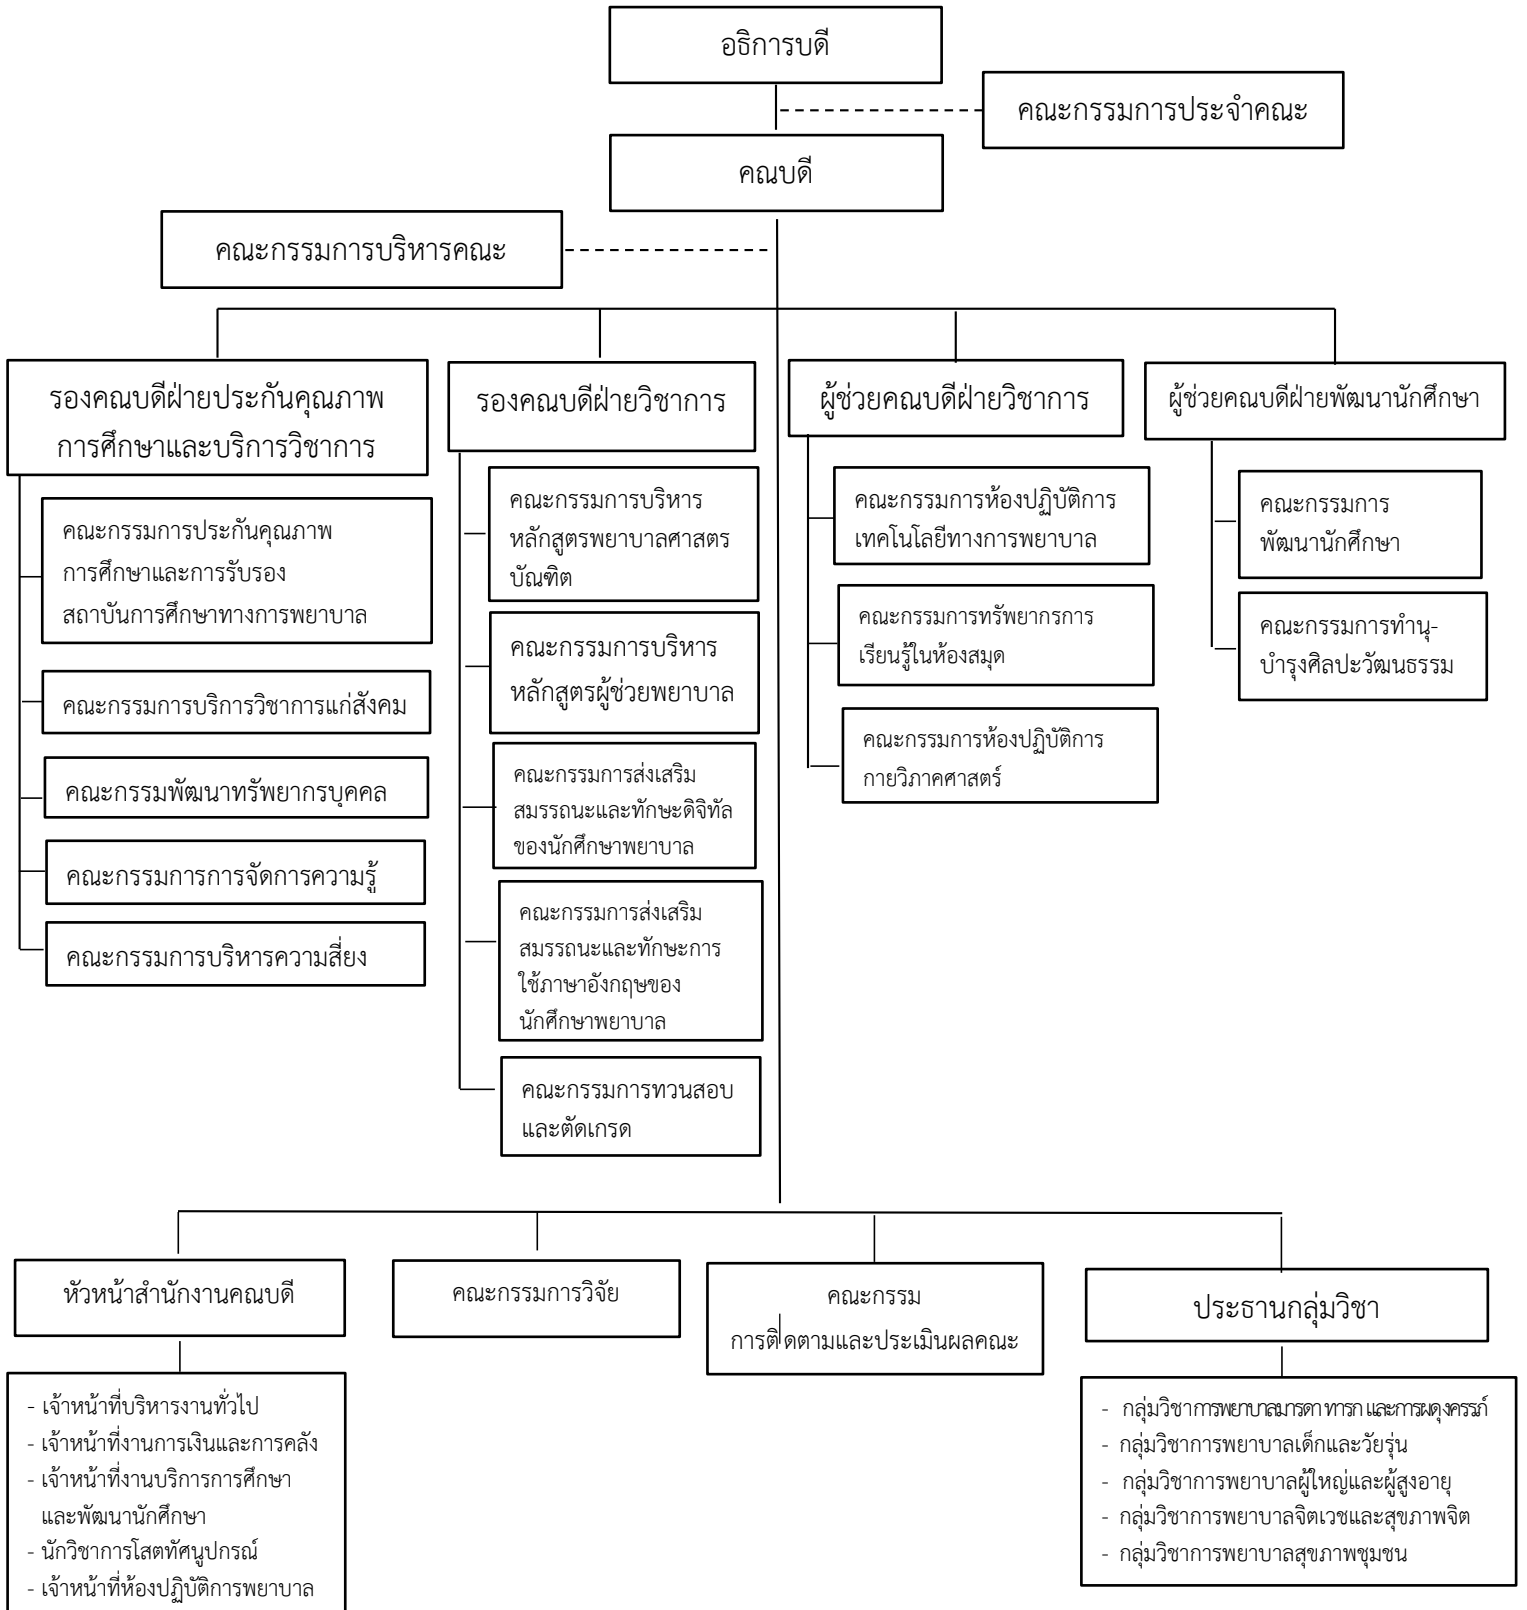 อธิการบดี
คณะกรรมการประจำคณะ
คณบดี
คณะกรรมการบริหารคณะ
รองคณบดีฝ่ายประกันคุณภาพ
การศึกษาและบริการวิชาการ
คณะกรรมการประกันคุณภาพ
การศึกษาและการรับรอง
สถาบันการศึกษาทางการพยาบาล
คณะกรรมการบริการวิชาการแก่สังคม
คณะกรรมพัฒนาทรัพยากรบุคคล
คณะกรรมการการจัดการความรู้
คณะกรรมการบริหารความสี่ยง
รองคณบดีฝ่ายวิชาการ
คณะกรรมการบริหาร
หลักสูตรพยาบาลศาสตร
บัณฑิต
คณะกรรมการบริหาร
หลักสูตรผู้ช่วยพยาบาล
คณะกรรมการส่งเสริม
สมรรถนะและทักษะดิจิทัล
ของนักศึกษาพยาบาล
คณะกรรมการส่งเสริม
สมรรถนะและทักษะการ
ใช้ภาษาอังกฤษของ
นักศึกษาพยาบาล
คณะกรรมการทวนสอบ
และตัดเกรด
ผู้ช่วยคณบดีฝ่ายวิชาการ
คณะกรรมการห้องปฏิบัติการ
เทคโนโลยีทางการพยาบาล
คณะกรรมการทรัพยากรการ
เรียนรู้ในห้องสมุด
คณะกรรมการห้องปฏิบัติการ
กายวิภาคศาสตร์
ผู้ช่วยคณบดีฝ่ายพัฒนานักศึกษา
คณะกรรมการ
พัฒนานักศึกษา
คณะกรรมการทำนุ-
บำรุงศิลปะวัฒนธรรม
หัวหน้าสำนักงานคณบดี
- เจ้าหน้าที่บริหารงานทั่วไป
- เจ้าหน้าที่งานการเงินและการคลัง
- เจ้าหน้าที่งานบริการการศึกษา
และพัฒนานักศึกษา
- นักวิชาการโสตทัศนูปกรณ์
- เจ้าหน้าที่ห้องปฏิบัติการพยาบาล
คณะกรรมการวิจัย
คณะกรรม
การติดตามและประเมินผลคณะ
ประธานกลุ่มวิชา
- กลุ่มวิชาการพยาบาลมารดา ทารก และการผดุงครรภ์
- กลุ่มวิชาการพยาบาลเด็กและวัยรุ่น
- กลุ่มวิชาการพยาบาลผู้ใหญ่และผู้สูงอายุ
- กลุ่มวิชาการพยาบาลจิตเวชและสุขภาพจิต
- กลุ่มวิชาการพยาบาลสุขภาพชุมชน